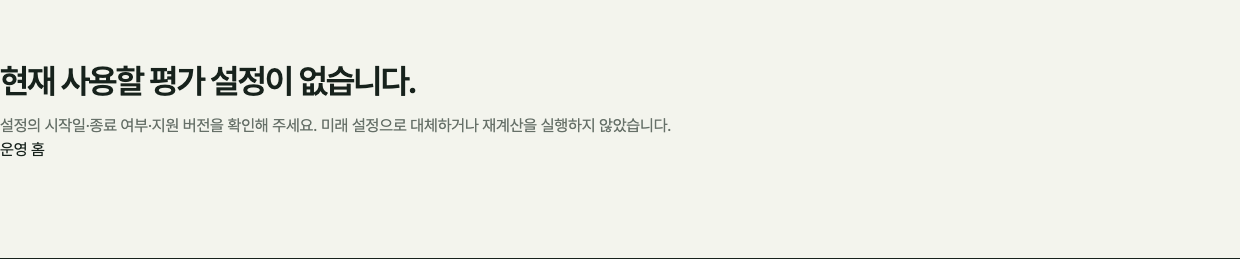 현재 사용할 평가 설정이 없습니다.
설정의 시작일·종료 여부·지원 버전을 확인해 주세요. 미래 설정으로 대체하거나 재계산을 실행하지 않았습니다.
운영 홈